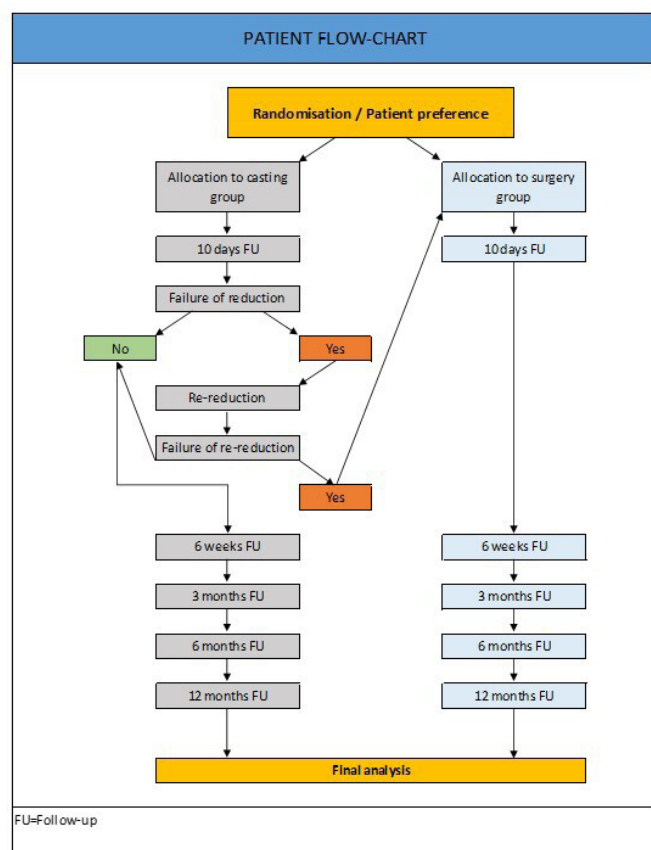 PATIENT FLOW-CHART
Randomisation / Patient preference
Allocation to casting
group
Allocation to surgery
group
10 days FU
10 days FU
Failure of reduction
No
Yes
Re-reduction
Failure of re-reduction
Yes
6 weeks FU
6 weeks FU
3 months FU
3 months FU
6 months FU
6 months FU
12 months FU
12 months FU
Final analysis
FU=Follow-up